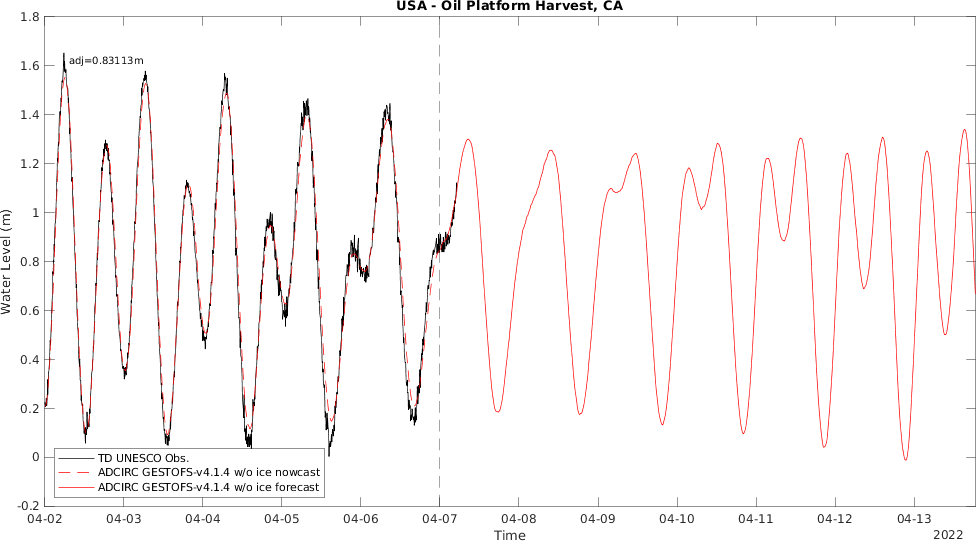 USA - Oil Platform Harvest, CA
1.8
1.6
1.4
1.2
1
0.8
0.6
0.4
0.2
0
-0.2
Water Level (m)
adj=0.83113m
TD UNESCO Obs.
ADCIRC GESTOFS-v4.1.4 w/o ice nowcast
ADCIRC GESTOFS-v4.1.4 w/o ice forecast
04-02 04-03 04-04 04-05 04-06 04-07 04-08 04-09 04-10 04-11 04-12 04-13
Time
2022